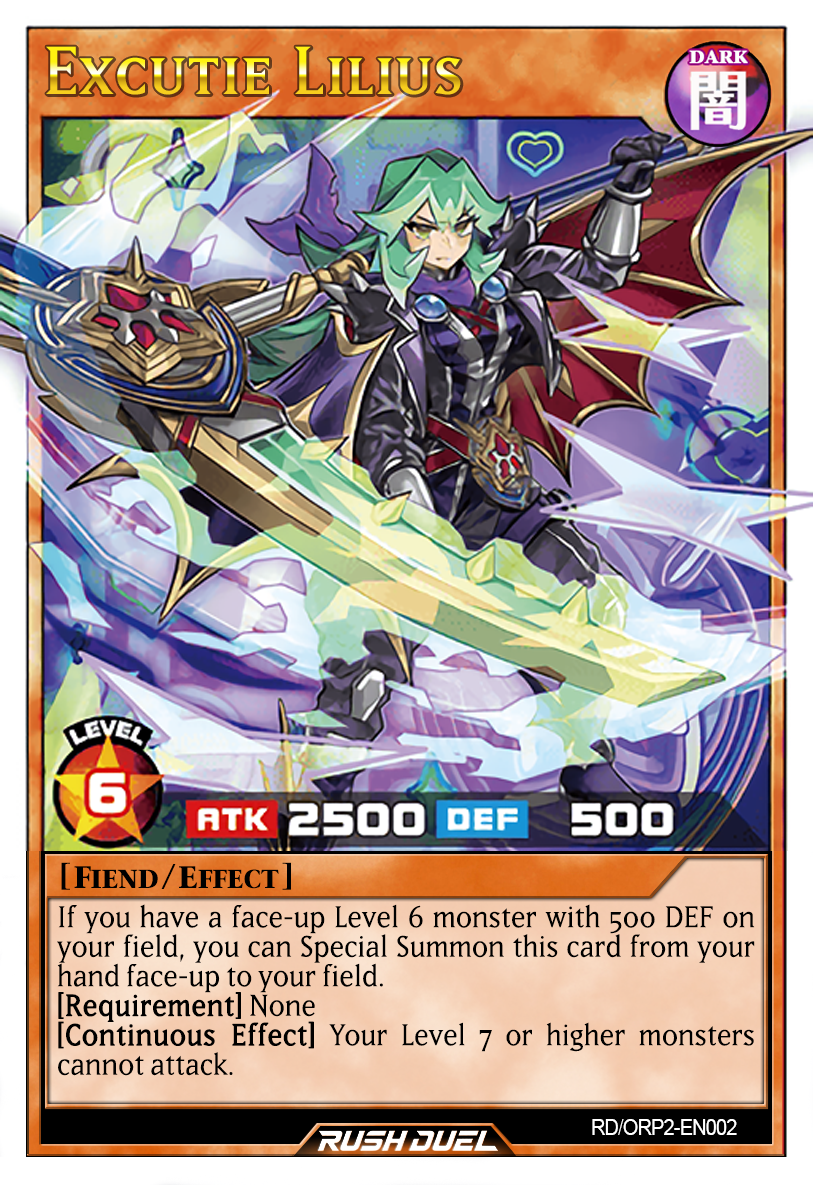 Excutie Lilius
DARK
闇
LEVEL
6
ATK 2500 DEF 500
[Fiend/Effect]
If you have a face-up Level 6 monster with 500 DEF on
your field, you can Special Summon this card from your
hand face-up to your field.
[Requirement] None
[Continuous Effect] Your Level 7 or higher monsters
cannot attack.
RUSH DUEL
RD/ORP2-EN002